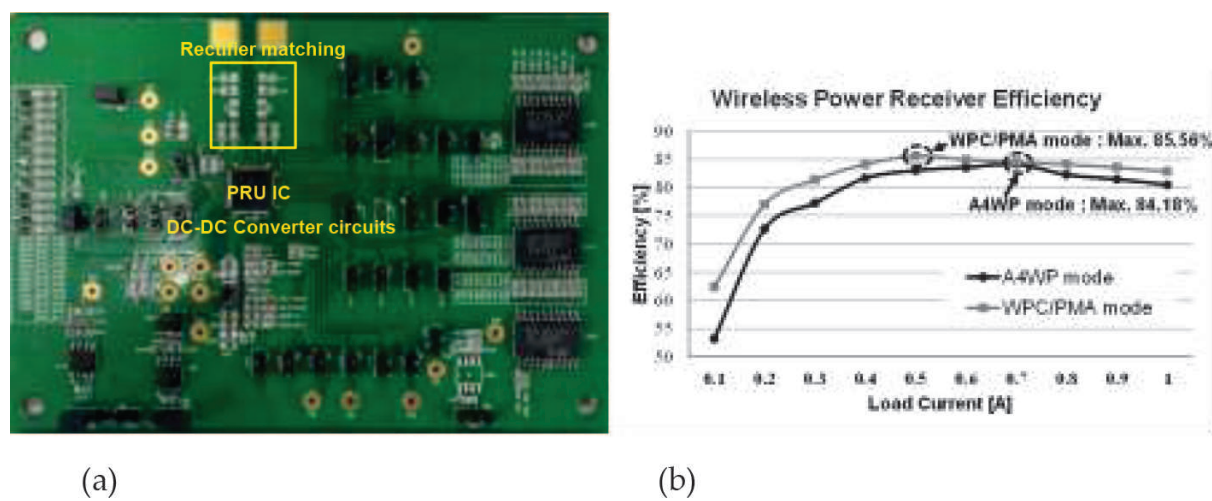 Rectifier matching
PRU IC
DC-DC Converter circuits
Wireless Power Receiver Efficiency
WPC/PMA mode : Max. 85.56%
A4WP mode : Max. 84.18%
Efficiency [%]
90
85
80
75
70
65
60
55
50
A4WP mode
WPC/PMA mode
0.1 0.2 0.3 0.4 0.5 0.6 0.7 0.8 0.9 1
Load Current [A]
(a)
(b)